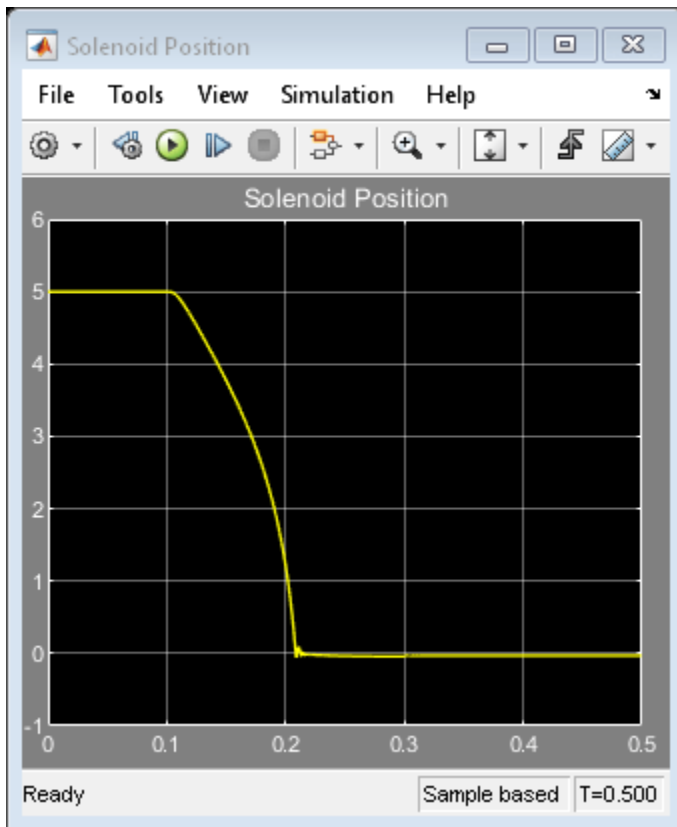 Solenoid Position
File Tools View Simulation Help
Solenoid Position
6
5
4
3
2
1
0
-1
0 0.1 0.2 0.3 0.4 0.5
Ready Sample based T=0.500